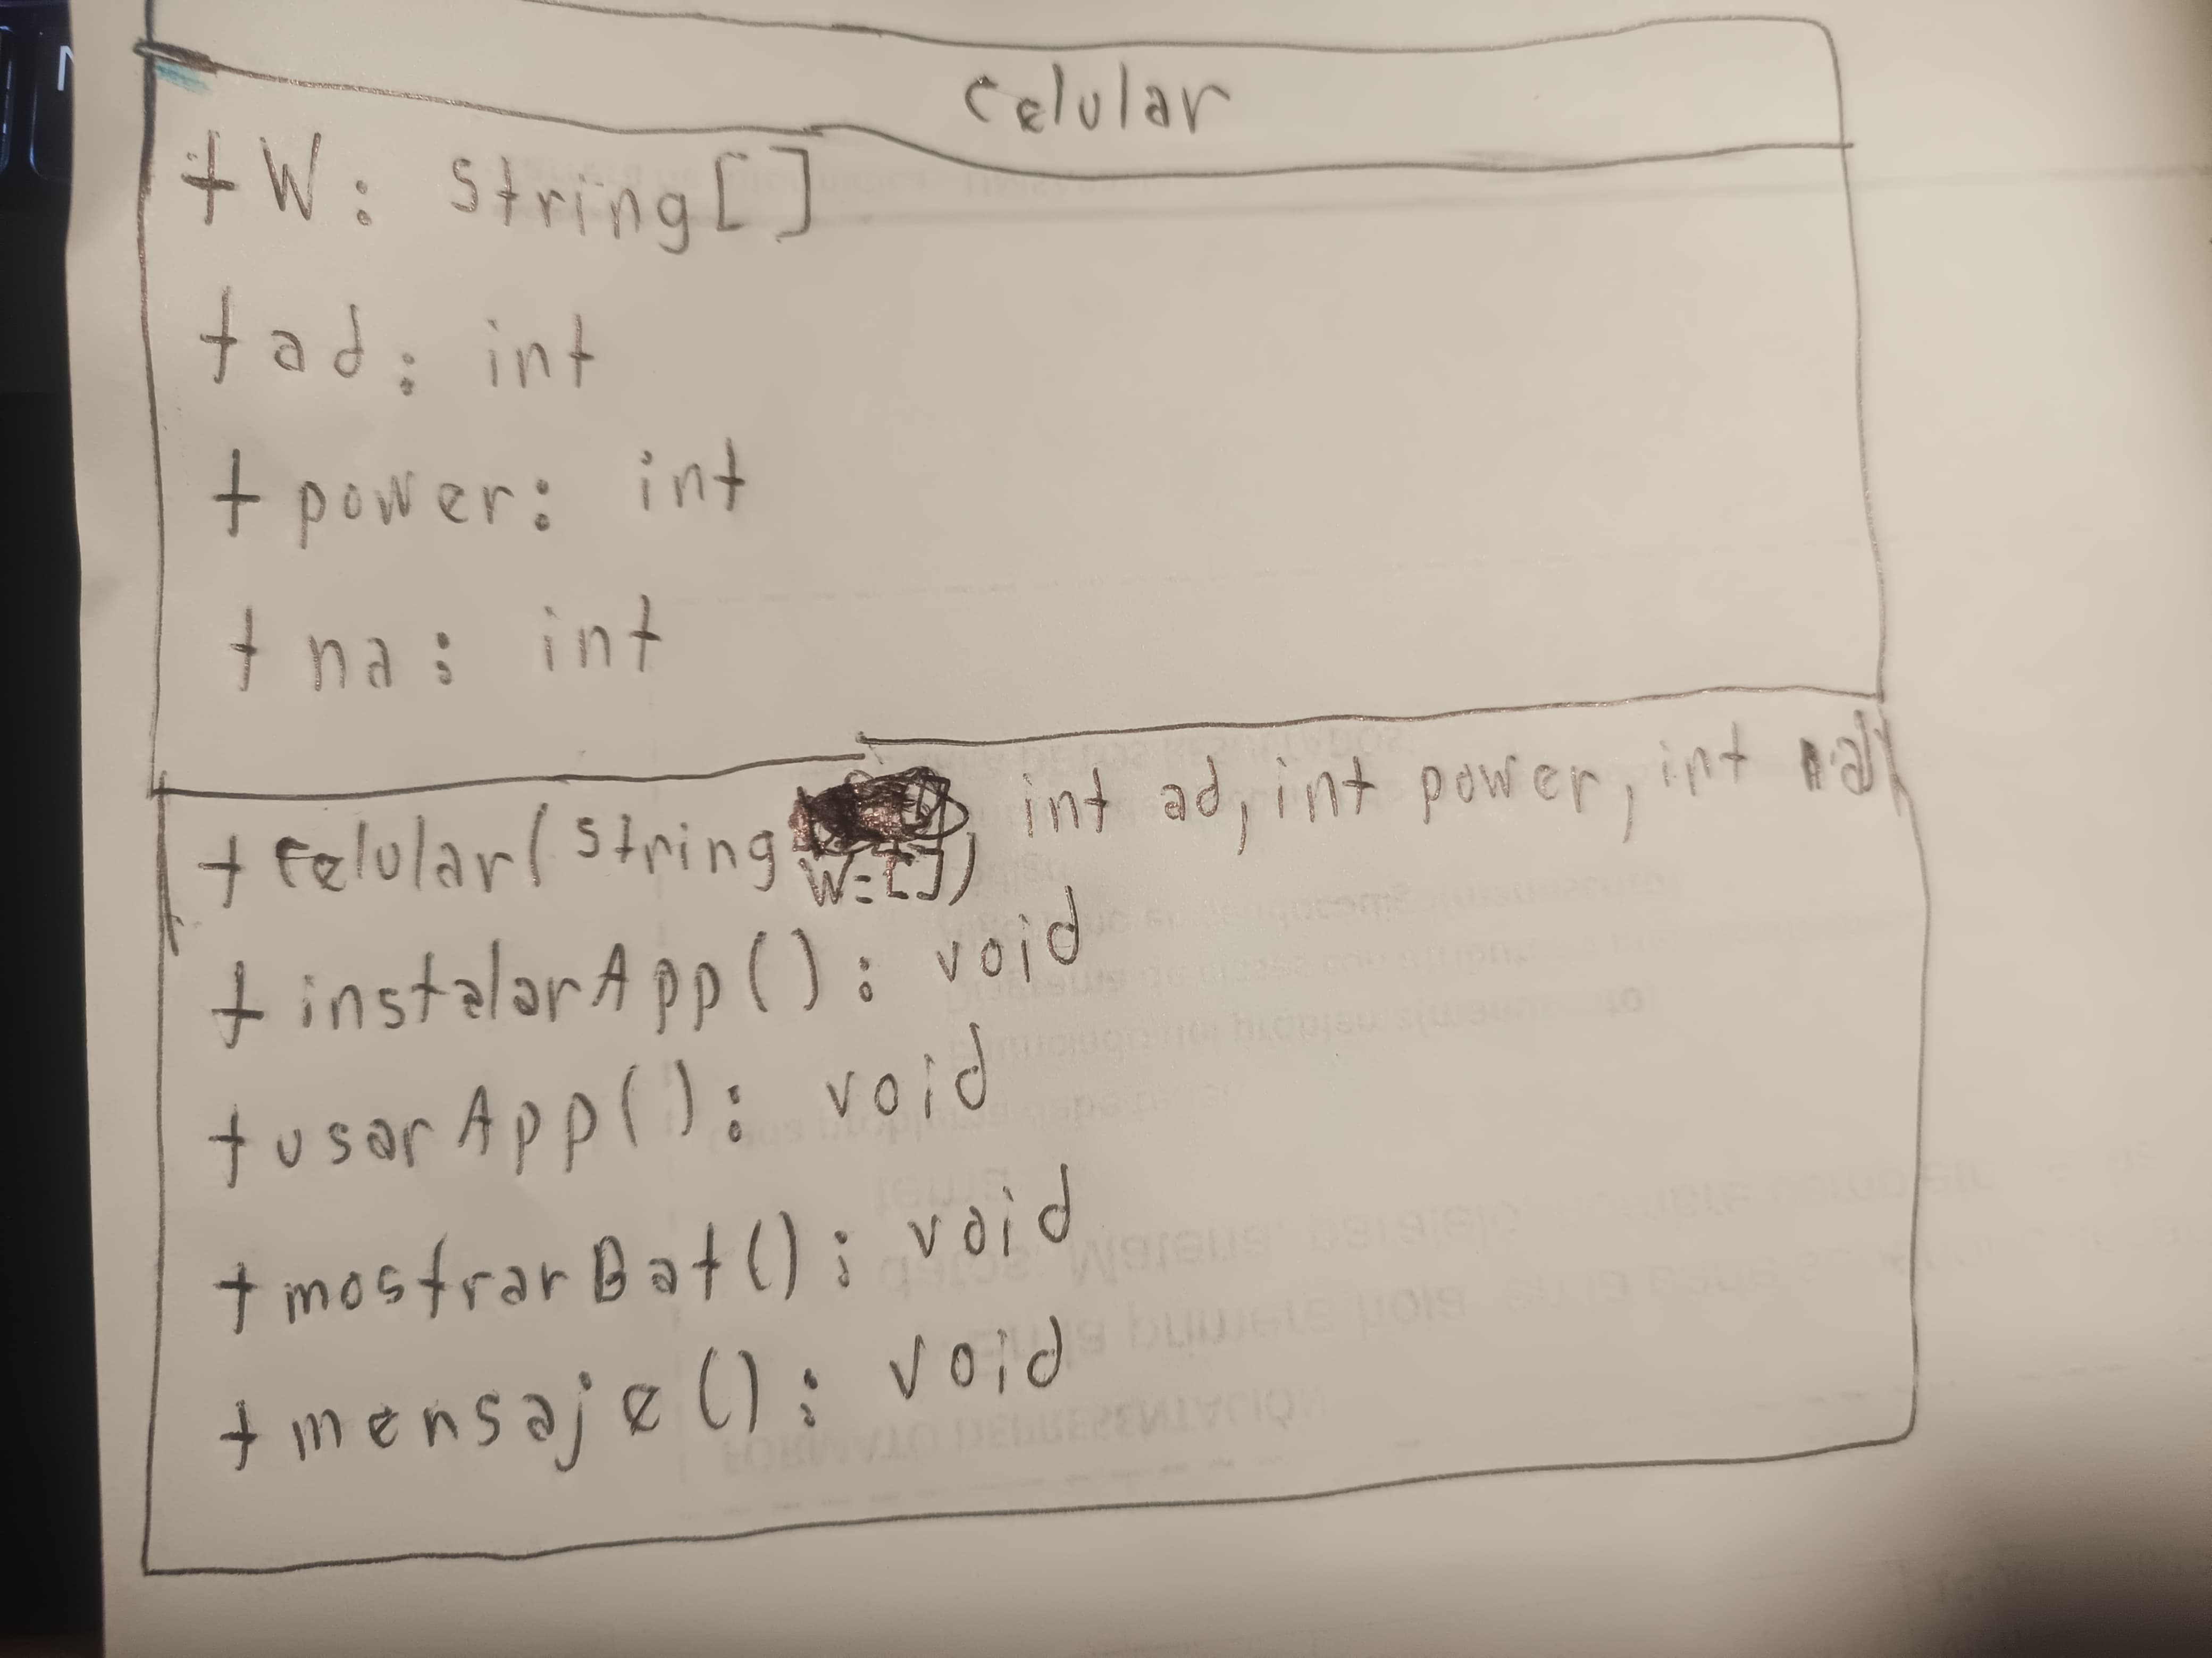 celular
+ W: string[]
+ ad: int
+ power: int
+ na: int
+ celular(string W=[]), int ad, int power, int na)
+ instalarApp(): void
+ usarApp(): void
+ mostrarBat(): void
+ mensaje(): void